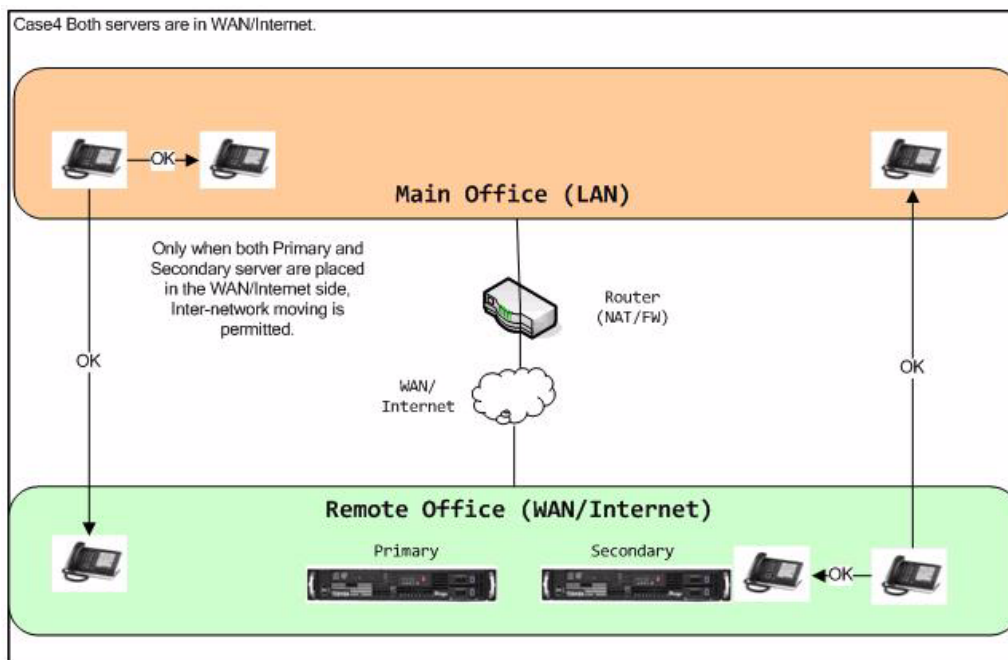 Case4 Both servers are in WAN/Internet.
OK
Main Office (LAN)
Only when both Primary and
Secondary server are placed
in the WAN/Internet side,
Inter-network moving is
permitted.
Router
(NAT/FW)
OK
OK
WAN/
Internet
Remote Office (WAN/Internet)
Primary
Secondary
OK